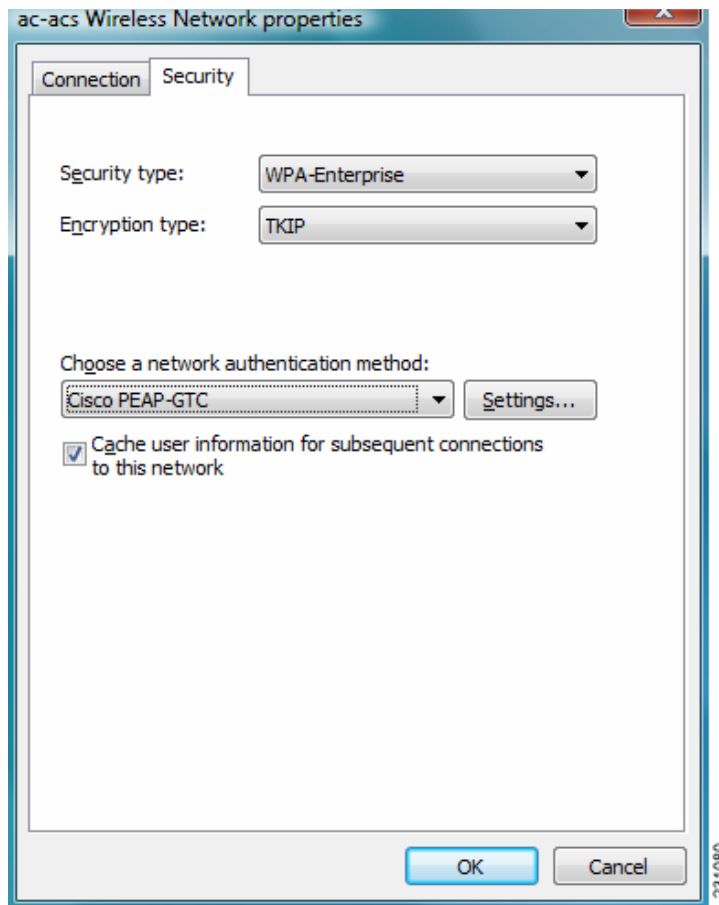 ac-acs Wireless Network properties
Connection
Security
Security type:
WPA-Enterprise
Encryption type:
TKIP
Choose a network authentication method:
Cisco PEAP-GTC
Settings...
Cache user information for subsequent connections
to this network
OK
Cancel